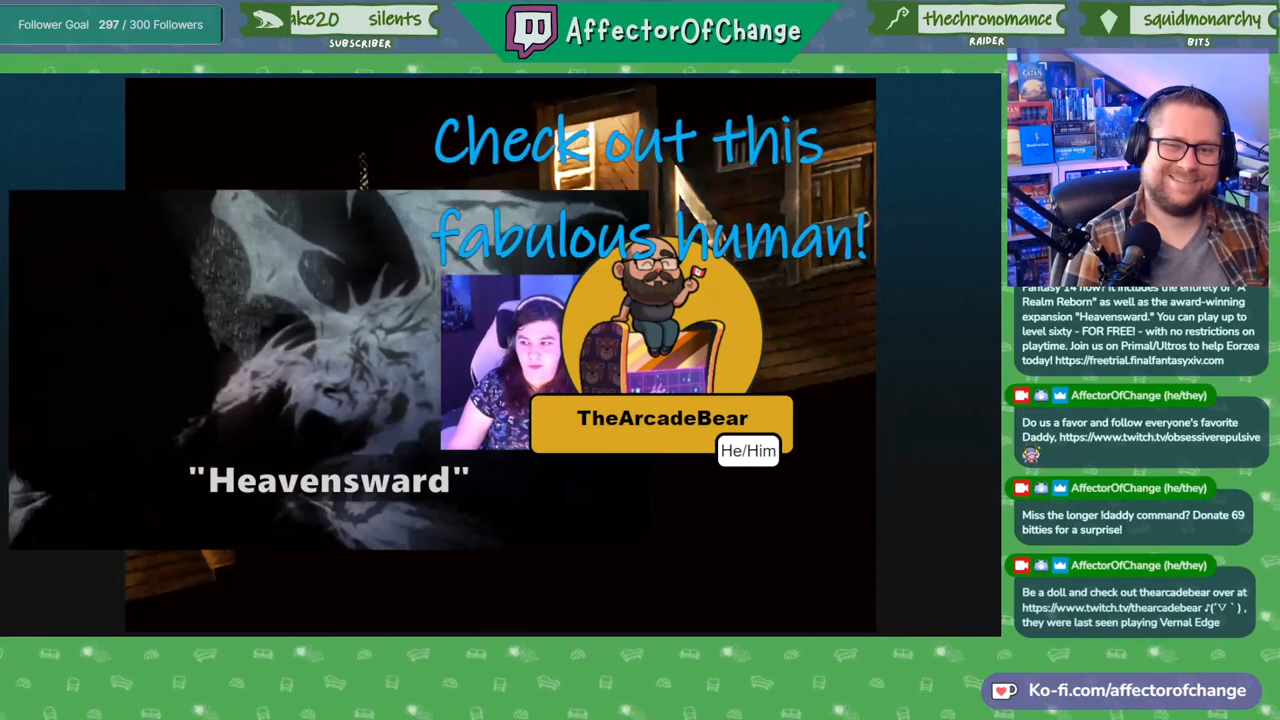 Follower Goal 297 / 300 Followers
ake20 silents
SUBSCRIBER
AffectorOfChange
thechronomance
RAIDER
squidmonarchy
BITS
CATAN
Check out this
fabulous human!
TheArcadeBear
He/Him
"Heavensward"
Fantasy 14 now? It includes the entirety of "A
Realm Reborn" as well as the award-winning
expansion "Heavensward." You can play up to
level sixty - FOR FREE! - with no restrictions on
playtime. Join us on Primal/Ultros to help Eorzea
today! https://freetrial.finalfantasyxiv.com
AffectorOfChange (he/they)
Do us a favor and follow everyone's favorite
Daddy, https://www.twitch.tv/obsessiverepulsive
AffectorOfChange (he/they)
Miss the longer !daddy command? Donate 69
bitties for a surprise!
AffectorOfChange (he/they)
Be a doll and check out thearcadebear over at
https://www.twitch.tv/thearcadebear ♪(´▽｀) ,
they were last seen playing Vernal Edge
Ko-fi.com/affectorofchange